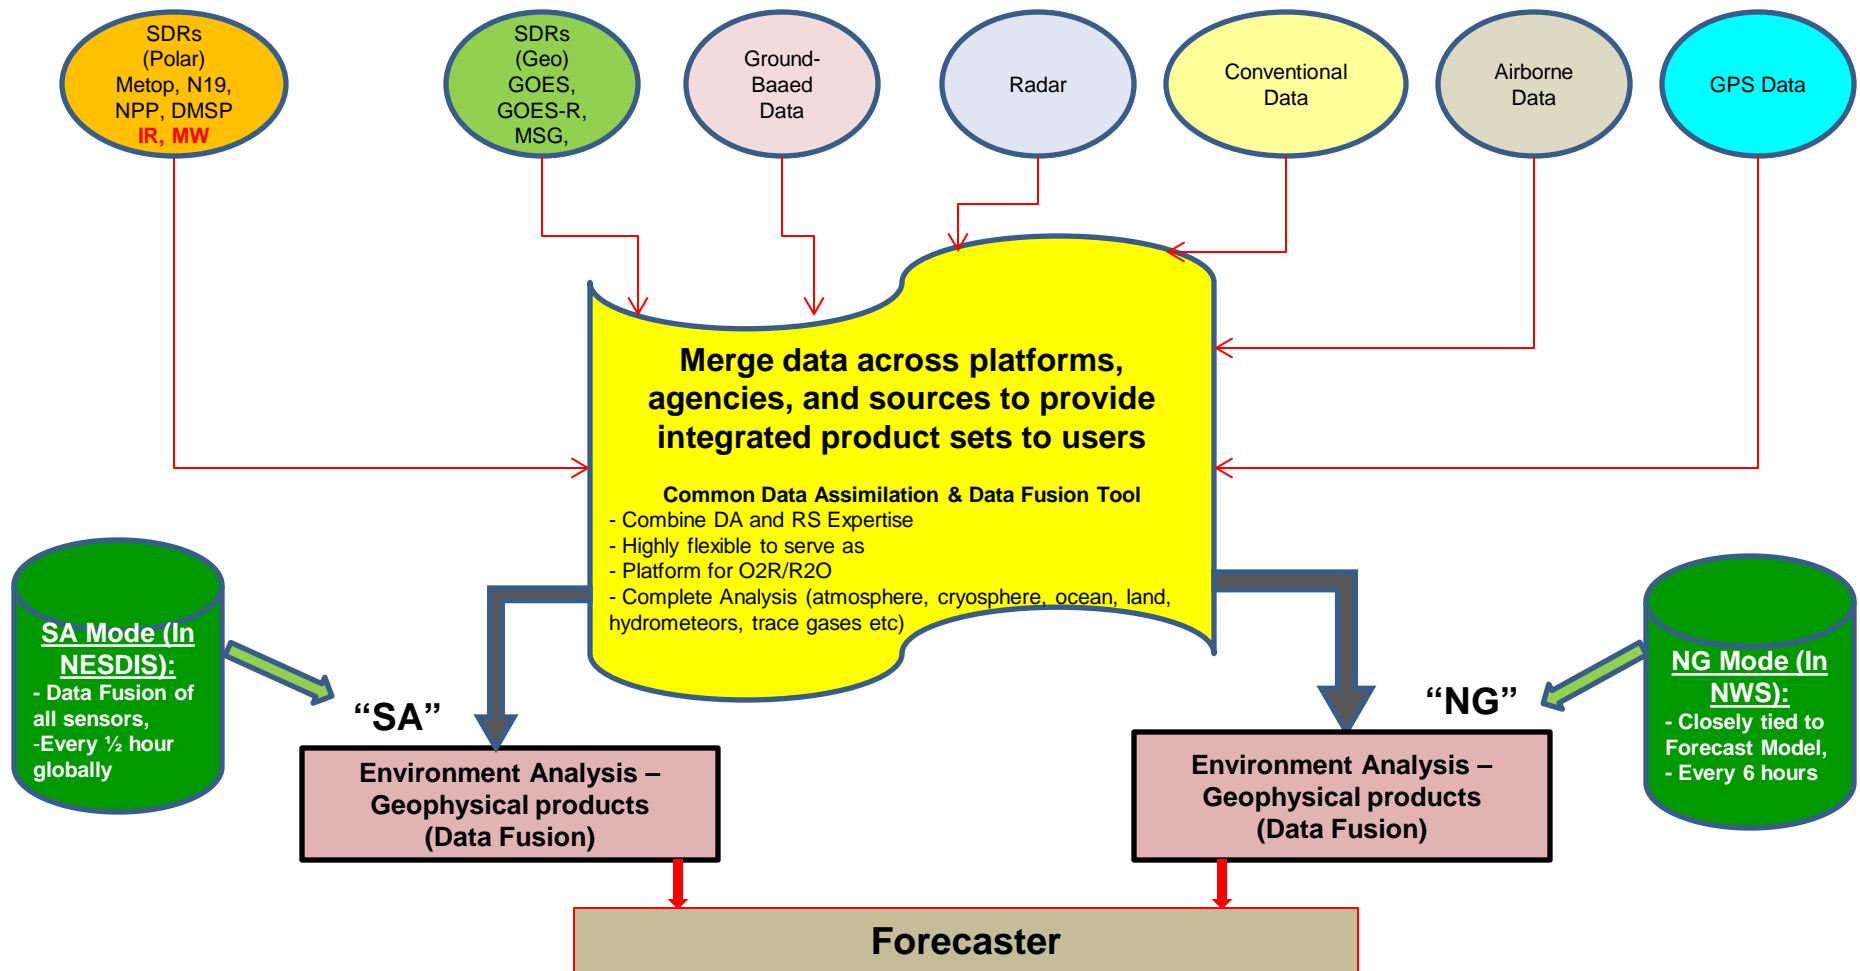 SDRs
(Polar)
Metop, N19,
NPP, DMSP
IR, MW
SDRs
(Geo)
GOES,
GOES-R,
MSG,
Ground-
Baaed
Data
Radar
Conventional
Data
Airborne
Data
GPS Data
Merge data across platforms,
agencies, and sources to provide
integrated product sets to users
Common Data Assimilation & Data Fusion Tool
- Combine DA and RS Expertise
- Highly flexible to serve as
- Platform for O2R/R2O
- Complete Analysis (atmosphere, cryosphere, ocean, land,
hydrometeors, trace gases etc)
SA Mode (In
NESDIS):
- Data Fusion of
all sensors,
-Every ½ hour
globally
“SA”
“NG”
NG Mode (In
NWS):
- Closely tied to
Forecast Model,
- Every 6 hours
Environment Analysis –
Geophysical products
(Data Fusion)
Environment Analysis –
Geophysical products
(Data Fusion)
Forecaster